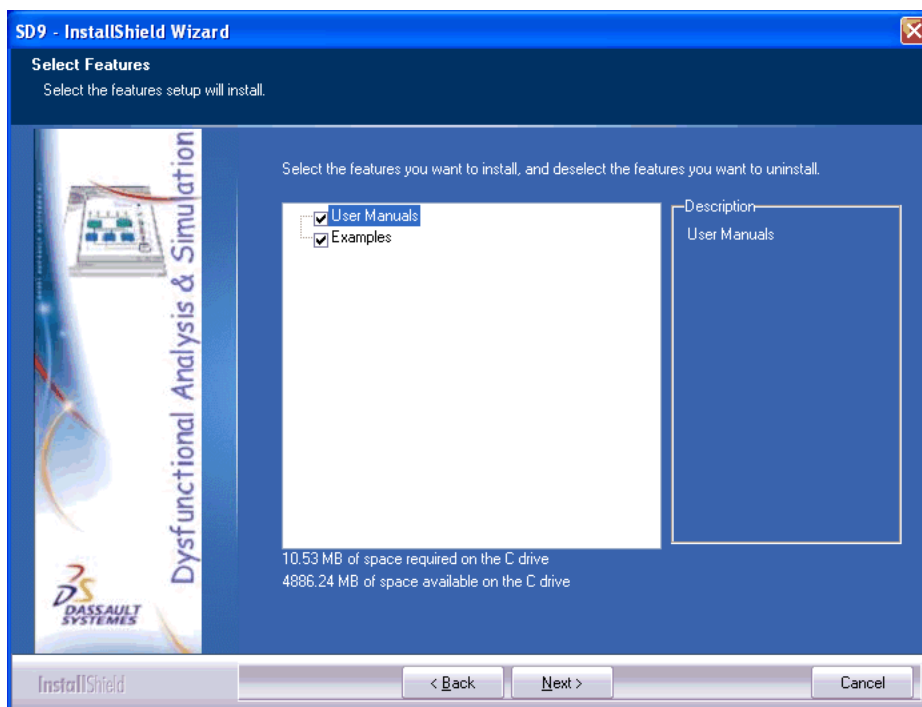 SD9 - InstallShield Wizard
Select Features
Select the features setup will install.
Dysfunctional Analysis & Simulation
DASSAULT
SYSTEMES
Select the features you want to install, and deselect the features you want to uninstall.
User Manuals
Examples
Description
User Manuals
10.53 MB of space required on the C drive
4886.24 MB of space available on the C drive
InstallShield
< Back
Next >
Cancel